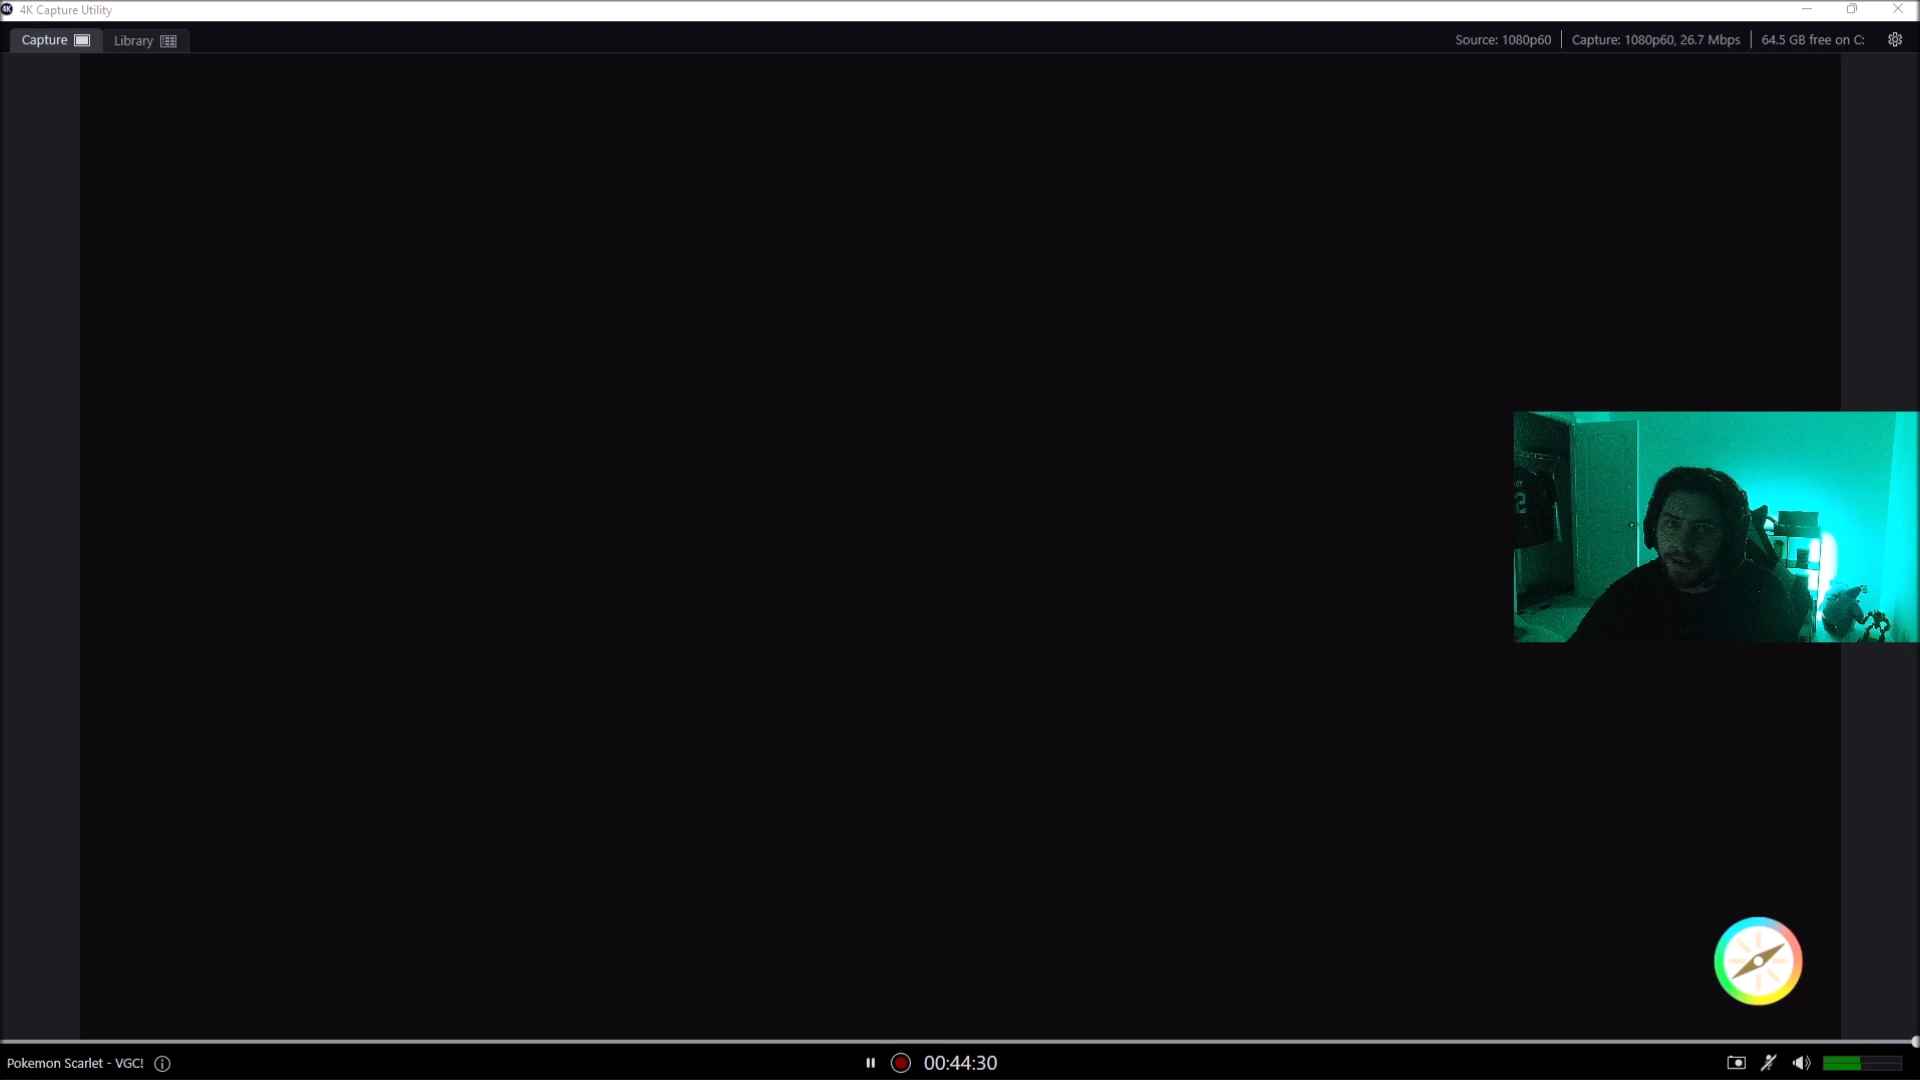 4K Capture Utility
Capture
Library
Source: 1080p60
Capture: 1080p60, 26.7 Mbps
64.5 GB free on C:
2
Pokemon Scarlet - VGC!
00:44:30